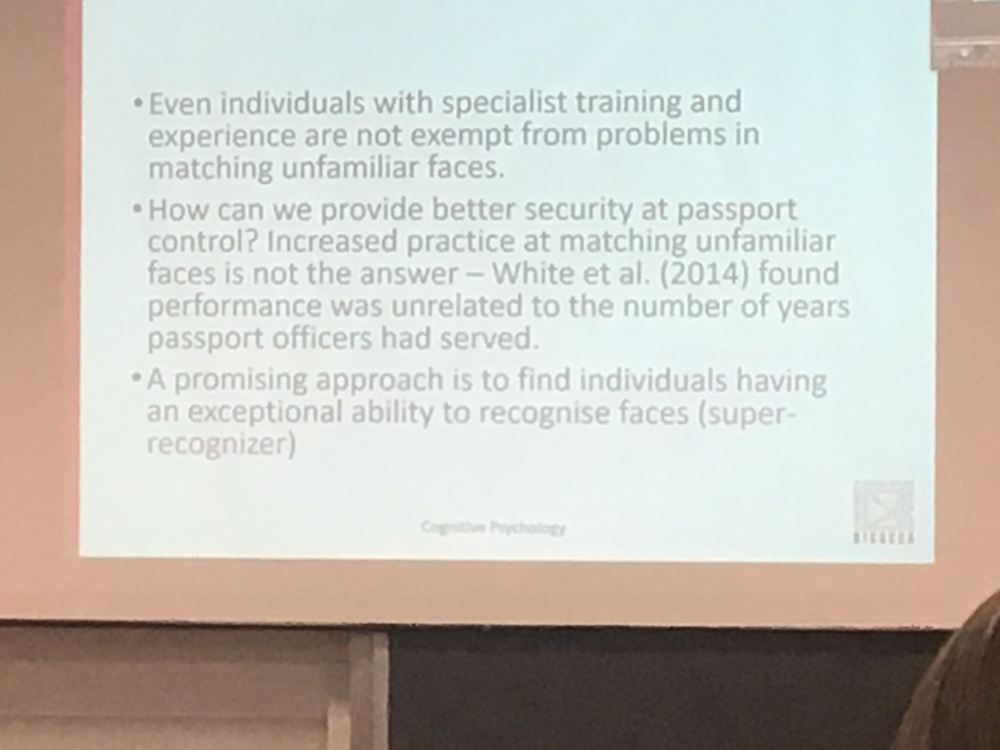 • Even individuals with specialist training and
experience are not exempt from problems in
matching unfamiliar faces.
• How can we provide better security at passport
control? Increased practice at matching unfamiliar
faces is not the answer – White et al. (2014) found
performance was unrelated to the number of years
passport officers had served.
• A promising approach is to find individuals having
an exceptional ability to recognise faces (super-
recognizer)
Cognitive Psychology
BICOCCA